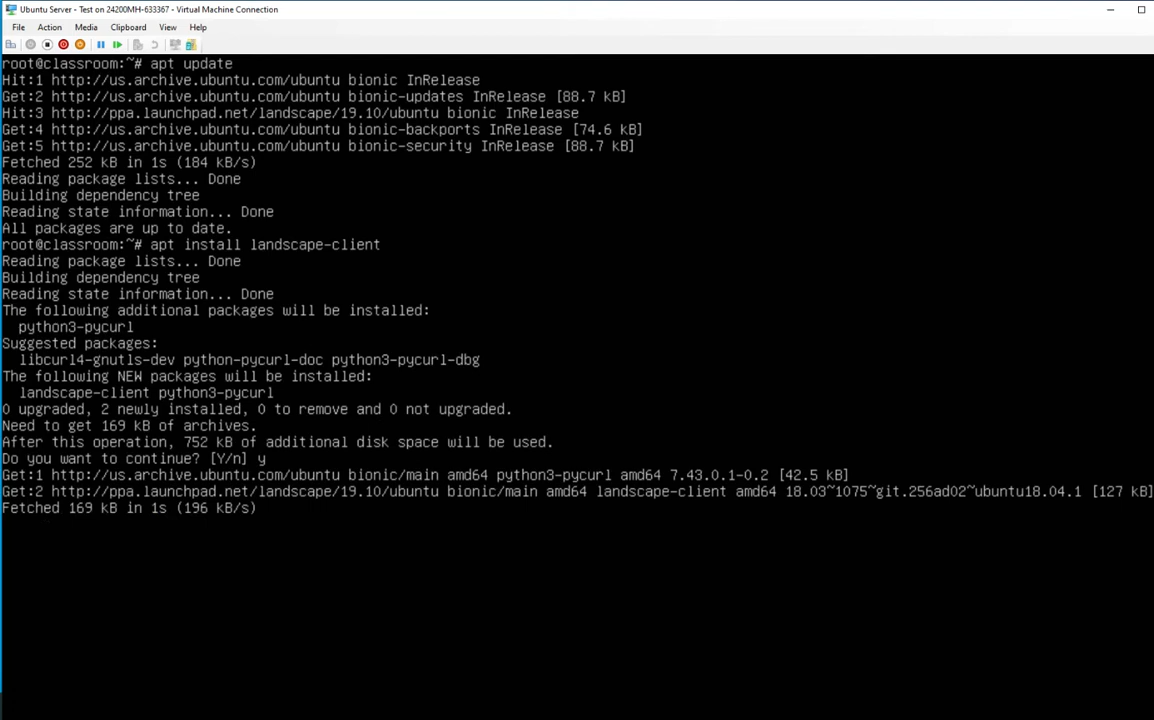 Ubuntu Server - Test on 24200MH-633367 - Virtual Machine Connection
File Action Media Clipboard View Help
root@classroom:~# apt update
Hit:1 http://us.archive.ubuntu.com/ubuntu bionic InRelease
Get:2 http://us.archive.ubuntu.com/ubuntu bionic-updates InRelease [88.7 kB]
Hit:3 http://ppa.launchpad.net/landscape/19.10/ubuntu bionic InRelease
Get:4 http://us.archive.ubuntu.com/ubuntu bionic-backports InRelease [74.6 kB]
Get:5 http://us.archive.ubuntu.com/ubuntu bionic-security InRelease [88.7 kB]
Fetched 252 kB in 1s (184 kB/s)
Reading package lists... Done
Building dependency tree
Reading state information... Done
All packages are up to date.
root@classroom:~# apt install landscape-client
Reading package lists... Done
Building dependency tree
Reading state information... Done
The following additional packages will be installed:
  python3-pycurl
Suggested packages:
  libcurl4-gnutls-dev python-pycurl-doc python3-pycurl-dbg
The following NEW packages will be installed:
  landscape-client python3-pycurl
0 upgraded, 2 newly installed, 0 to remove and 0 not upgraded.
Need to get 169 kB of archives.
After this operation, 752 kB of additional disk space will be used.
Do you want to continue? [Y/n] y
Get:1 http://us.archive.ubuntu.com/ubuntu bionic/main amd64 python3-pycurl amd64 7.43.0.1-0.2 [42.5 kB]
Get:2 http://ppa.launchpad.net/landscape/19.10/ubuntu bionic/main amd64 landscape-client amd64 18.03~1075~git.256ad02~ubuntu18.04.1 [127 kB]
Fetched 169 kB in 1s (196 kB/s)